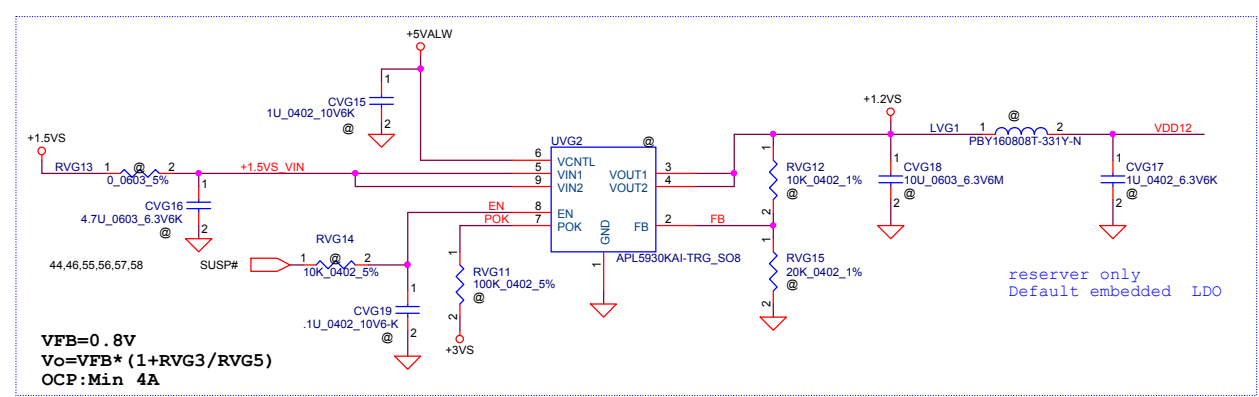 +5VALW
1
CVG15
1U_0402_10V6K
@
2
+1.5VS
RVG13
1
@
2
0_0603_5%
+1.5VS_VIN
1
CVG16
4.7U_0603_6.3V6K
@
2
UVG2
@
6
VCNTL
5
VIN1
9
VIN2
8
EN
7
POK
VOUT1
3
VOUT2
4
FB
2
GND
1
APL5930KAI-TRG_SO8
EN
POK
FB
44,46,55,56,57,58
SUSP#
RVG14
1
@
2
10K_0402_5%
1
CVG19
.1U_0402_10V6-K
@
2
1
RVG11
100K_0402_5%
@
2
+3VS
1
RVG12
10K_0402_1%
@
2
1
RVG15
20K_0402_1%
@
2
+1.2VS
1
CVG18
10U_0603_6.3V6M
@
2
LVG1
1
@
2
PBY160808T-331Y-N
VDD12
1
CVG17
1U_0402_6.3V6K
@
2
reserver only
Default embedded LDO
VFB=0.8V
Vo=VFB*(1+RVG3/RVG5)
OCP:Min 4A